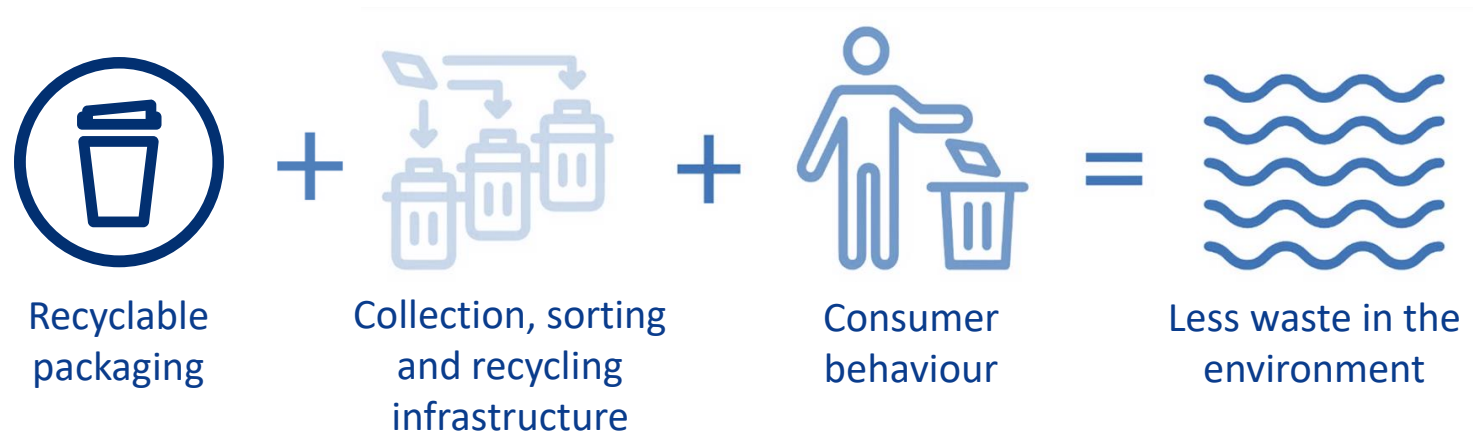 +
+
=
Recyclable
packaging
Collection, sorting
and recycling
infrastructure
Consumer
behaviour
Less waste in the
environment